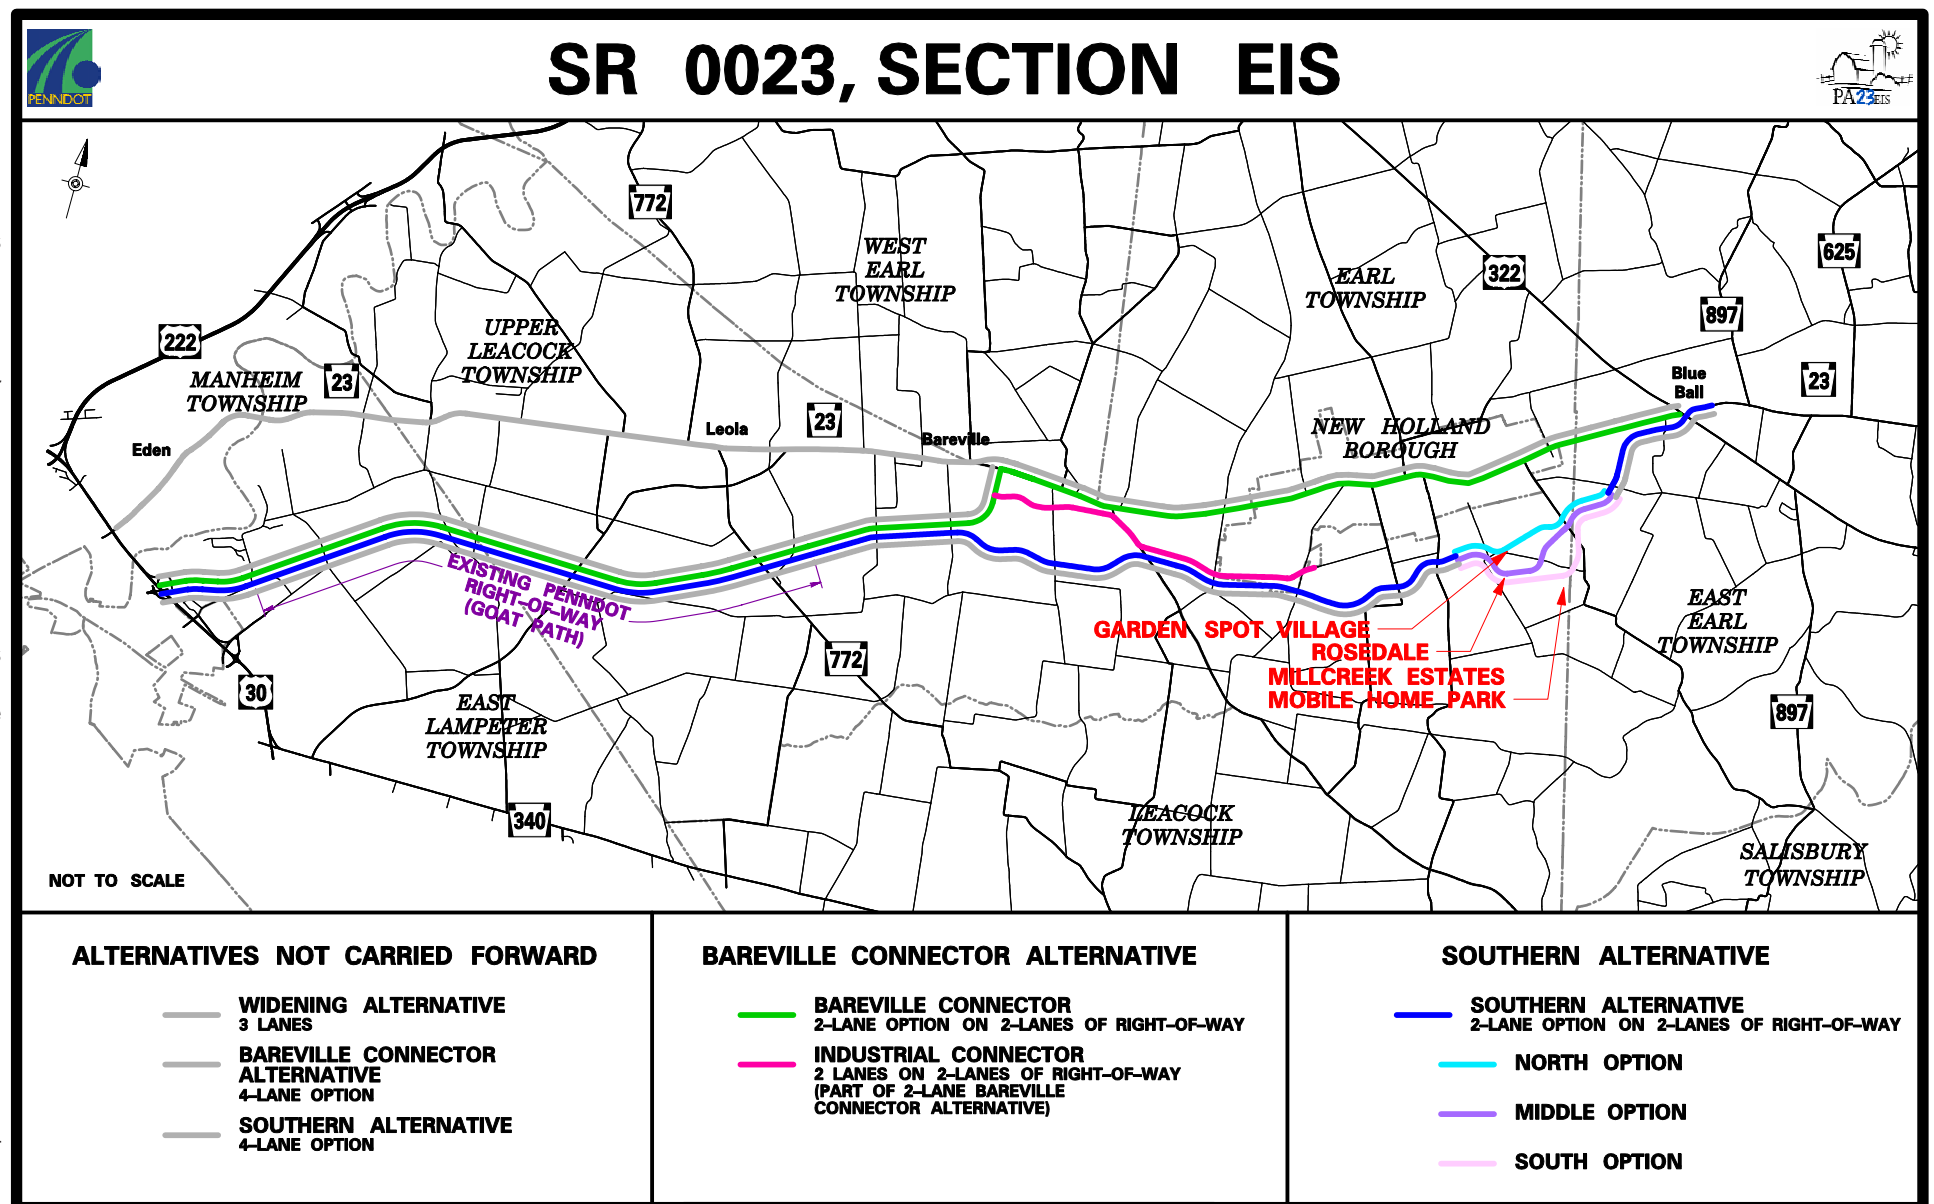 SR 0023, SECTION EIS
PENNDOT
PA23EIS
772
WEST
EARL
TOWNSHIP
EARL
TOWNSHIP
322
625
897
222
UPPER
LEACOCK
TOWNSHIP
MANHEIM
TOWNSHIP
23
23
23
Blue
Ball
Eden
Leola
Bareville
NEW HOLLAND
BOROUGH
EXISTING PENNDOT
RIGHT-OF-WAY
(GOAT PATH)
GARDEN SPOT VILLAGE
ROSEDALE
MILLCREEK ESTATES
MOBILE HOME PARK
EAST
EARL
TOWNSHIP
772
30
EAST
LAMPETER
TOWNSHIP
897
340
LEACOCK
TOWNSHIP
SALISBURY
TOWNSHIP
NOT TO SCALE
ALTERNATIVES NOT CARRIED FORWARD
WIDENING ALTERNATIVE
3 LANES
BAREVILLE CONNECTOR
ALTERNATIVE
4-LANE OPTION
SOUTHERN ALTERNATIVE
4-LANE OPTION
BAREVILLE CONNECTOR ALTERNATIVE
BAREVILLE CONNECTOR
2-LANE OPTION ON 2-LANES OF RIGHT-OF-WAY
INDUSTRIAL CONNECTOR
2 LANES ON 2-LANES OF RIGHT-OF-WAY
(PART OF 2-LANE BAREVILLE
CONNECTOR ALTERNATIVE)
SOUTHERN ALTERNATIVE
SOUTHERN ALTERNATIVE
2-LANE OPTION ON 2-LANES OF RIGHT-OF-WAY
NORTH OPTION
MIDDLE OPTION
SOUTH OPTION